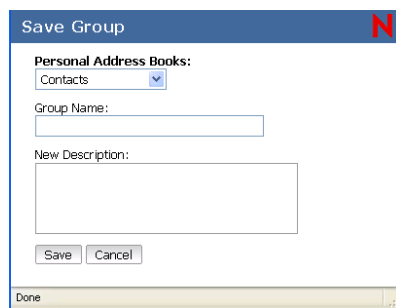 Save Group
N
Personal Address Books:
Contacts
Group Name:
New Description:
Save Cancel
Done